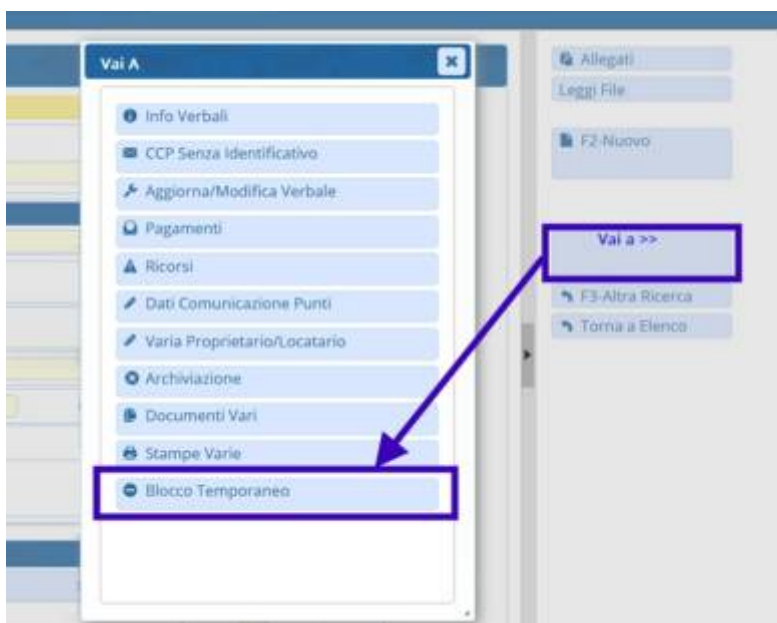 Vai A
Info Verbali
CCP Senza Identificativo
Aggiorna/Modifica Verbale
Pagamenti
Ricorsi
Dati Comunicazione Punti
Varia Proprietario/Locatario
Archiviazione
Documenti Vari
Stampe Varie
Blocco Temporaneo
Allegati
Leggi File
F2-Nuovo
Vai a >>
F3-Altra Ricerca
Torna a Elenco